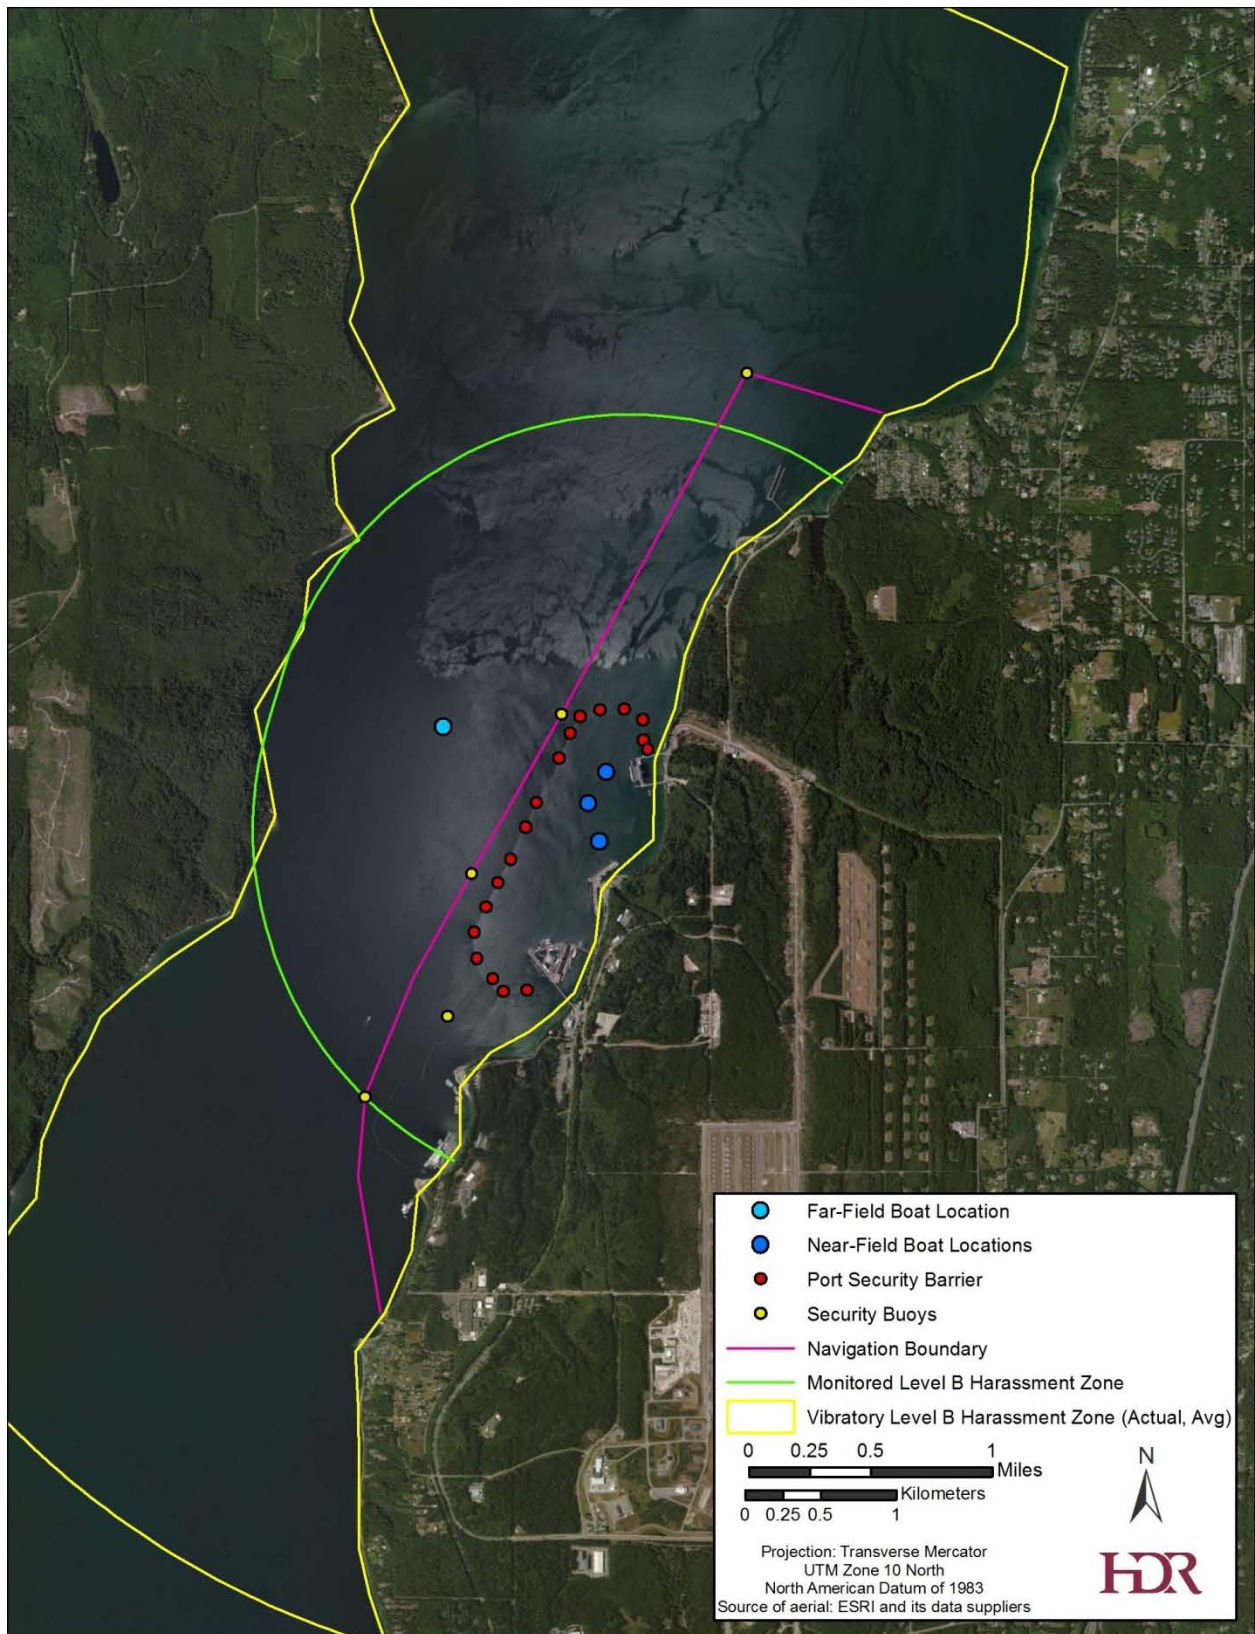 Far-Field Boat Location
Near-Field Boat Locations
Port Security Barrier
Security Buoys
Navigation Boundary
Monitored Level B Harassment Zone
Vibratory Level B Harassment Zone (Actual, Avg)
0 0.25 0.5 1
Miles
Kilometers
0 0.25 0.5 1
N
Projection: Transverse Mercator
UTM Zone 10 North
North American Datum of 1983
Source of aerial: ESRI and its data suppliers
HDR